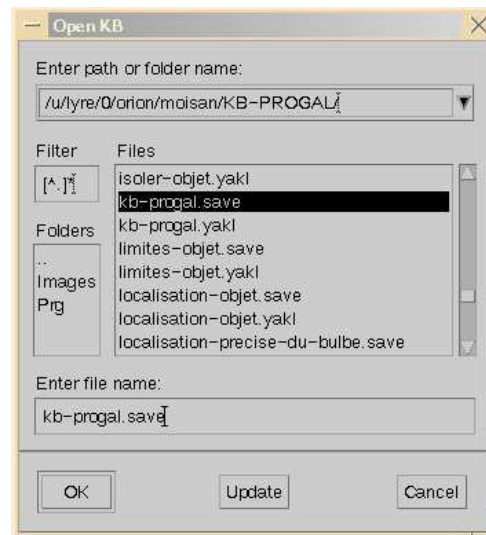 Open KB
Enter path or folder name:
/u/lyre/0/orion/moisan/KB-PROGAL/
Filter
Files
[^.]*
isoler-objet.yakl
kb-progal.save
kb-progal.yakl
Folders
limites-objet.save
..
limites-objet.yakl
Images
localisation-objet.save
Prg
localisation-objet.yakl
localisation-precise-du-bulbe.save
Enter file name:
kb-progal.save
OK
Update
Cancel